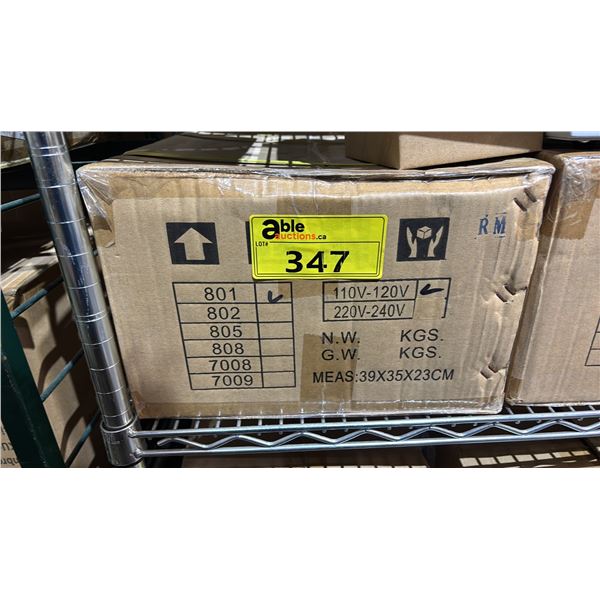 able
auctions.ca
LOT#
347
R M
801 ✓
802
805
808
7008
7009
110V-120V ✓
220V-240V
N.W. KGS.
G.W. KGS.
MEAS:39X35X23CM